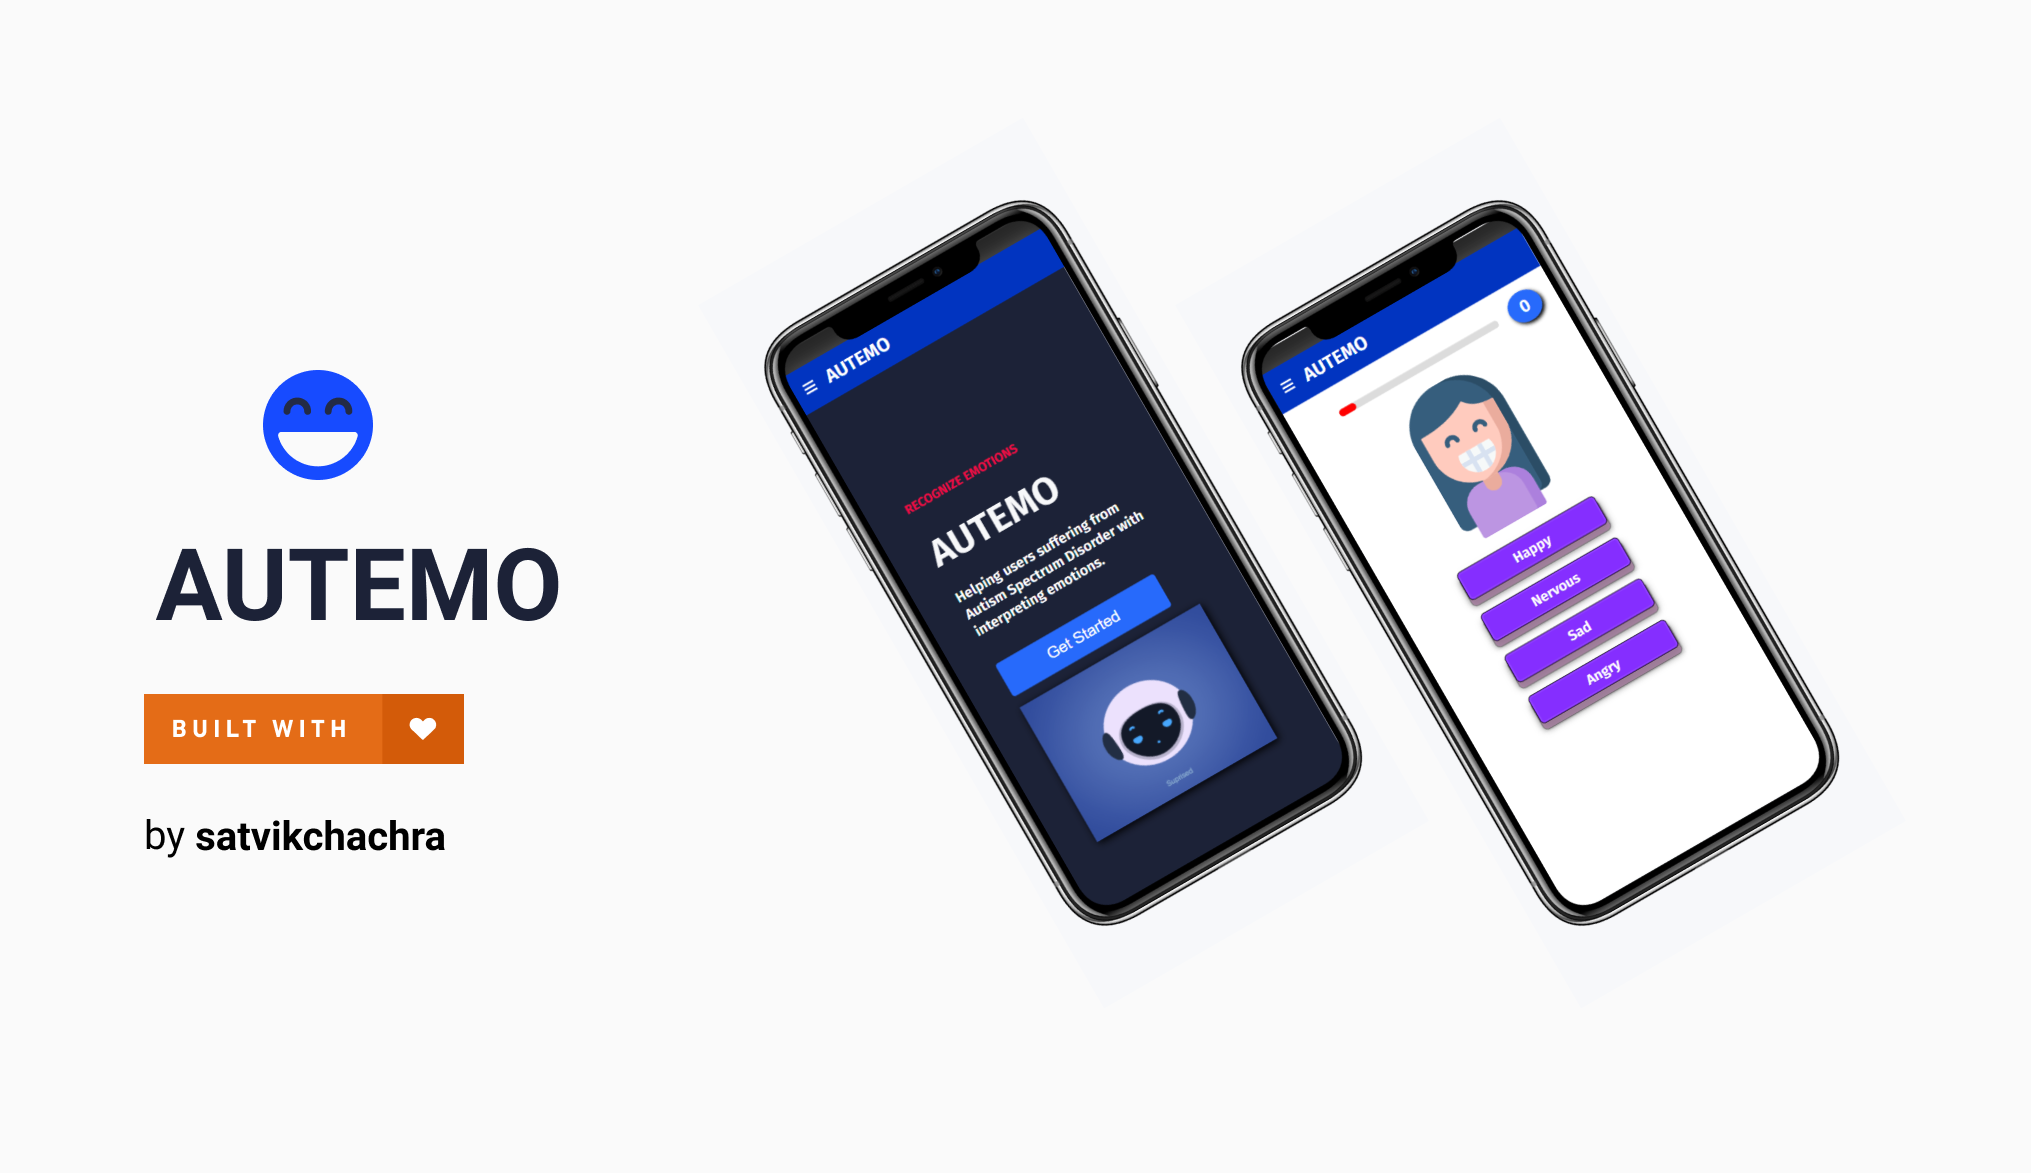 AUTEMO
BUILT WITH
by satvikchachra
AUTEMO
RECOGNIZE EMOTIONS
AUTEMO
Helping users suffering from
Autism Spectrum Disorder with
interpreting emotions.
Get Started
Suprised
AUTEMO
0
Happy
Nervous
Sad
Angry